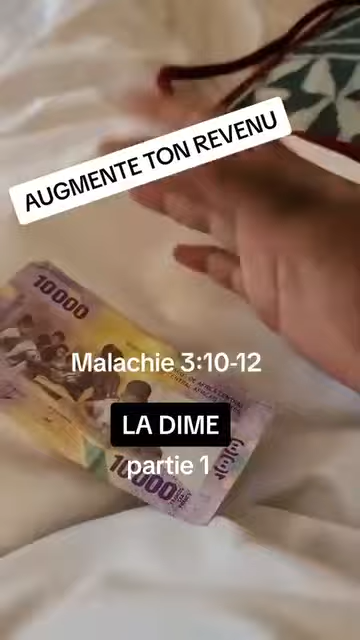 AUGMENTE TON REVENU
10000
Malachie 3:10-12
LA DIME
partie 1
10000